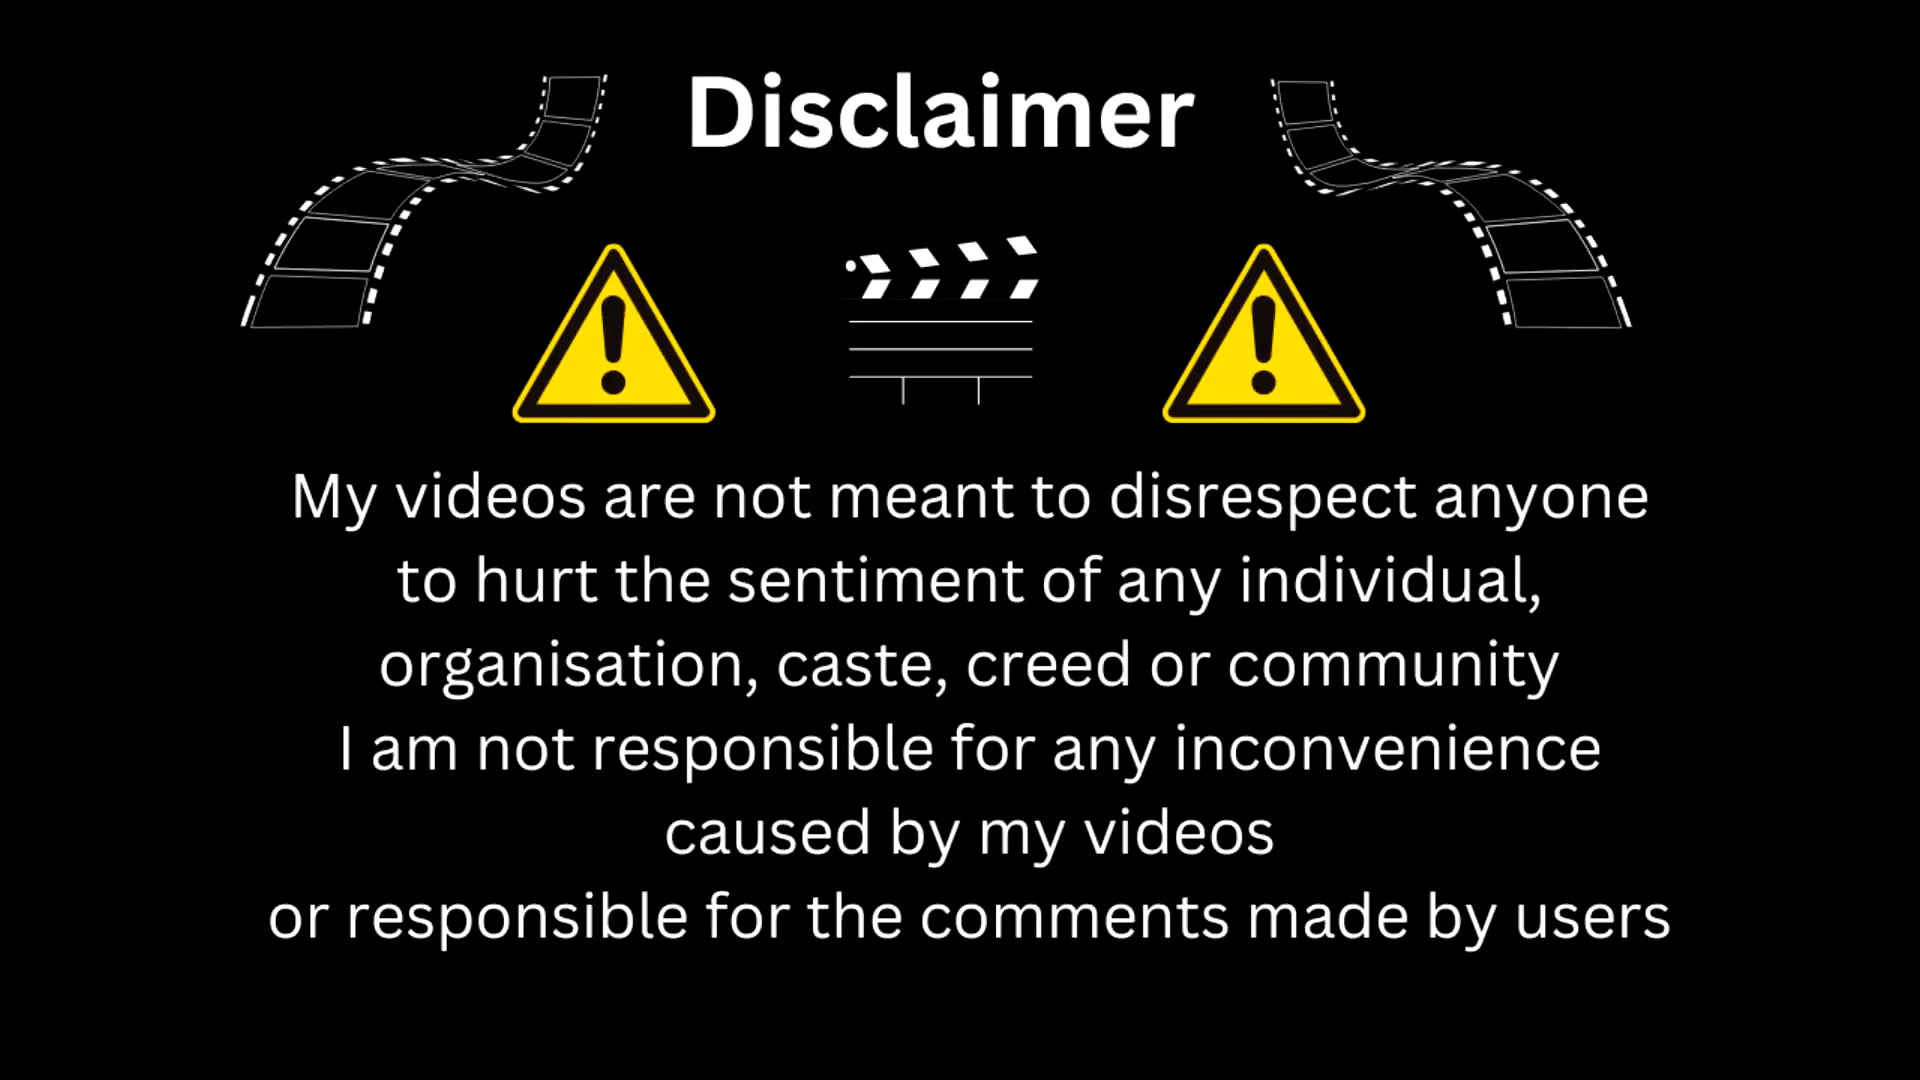 Disclaimer
My videos are not meant to disrespect anyone
to hurt the sentiment of any individual,
organisation, caste, creed or community
I am not responsible for any inconvenience
caused by my videos
or responsible for the comments made by users